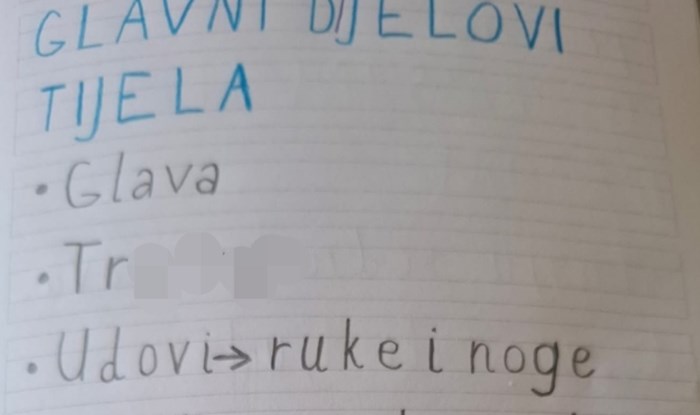 GLAVNI DIJELOVI
TIJELA
• Glava
• Tr
• Udovi → ruke i noge